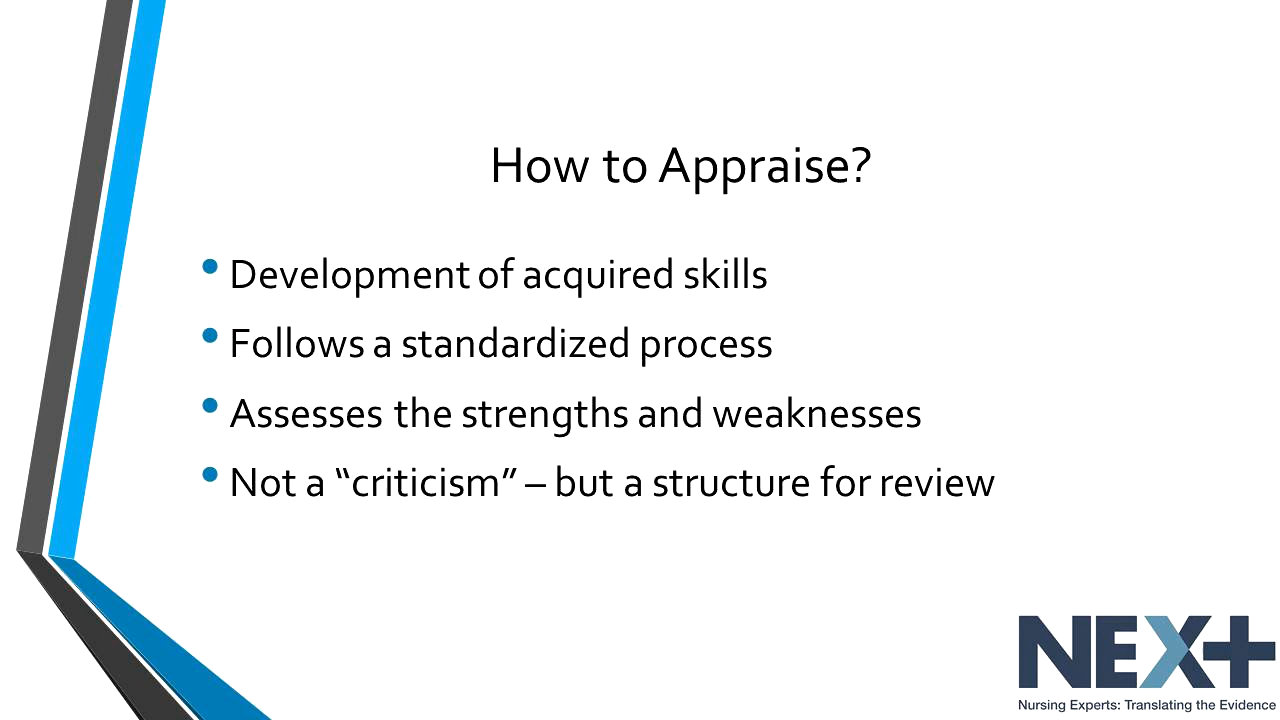 How to Appraise?
• Development of acquired skills
• Follows a standardized process
• Assesses the strengths and weaknesses
• Not a “criticism” – but a structure for review
NEXT
Nursing Experts: Translating the Evidence